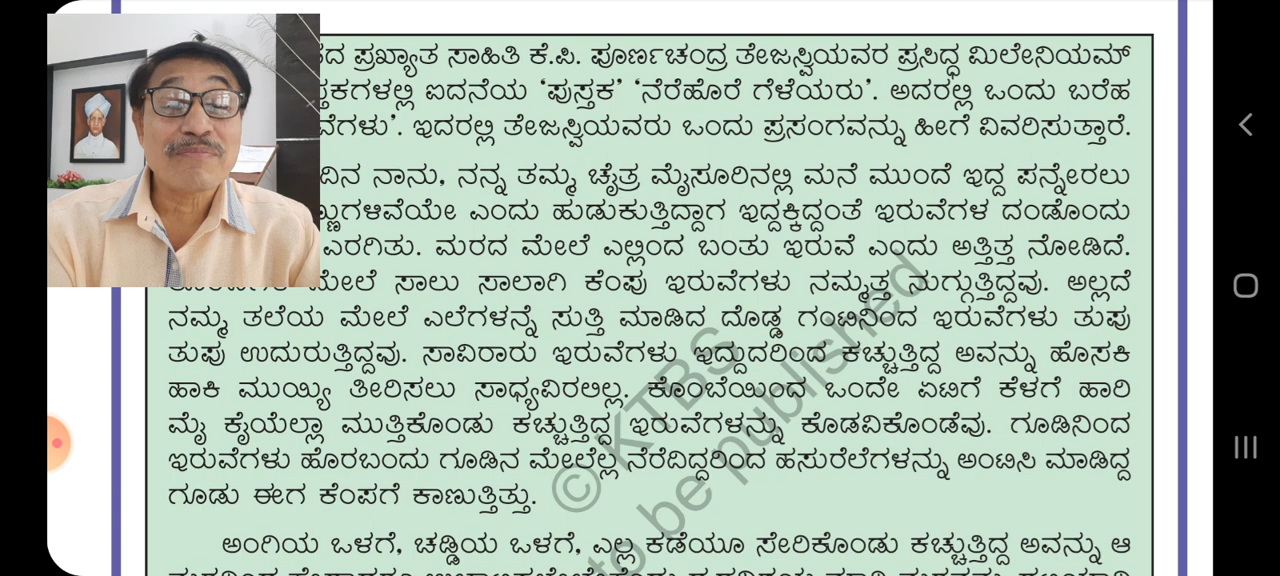 ಪ್ರಖ್ಯಾತ ಸಾಹಿತಿ ಕೆ.ಪಿ. ಪೂರ್ಣಚಂದ್ರ ತೇಜಸ್ವಿಯವರ ಪ್ರಸಿದ್ಧ ಮಿಲೇನಿಯಮ್
ಐದನೆಯ ‘ಪುಸ್ತಕ’ ‘ನೆರೆಹೊರೆ ಗೆಳೆಯರು’. ಅದರಲ್ಲಿ ಒಂದು ಬರೆಹ
ಇದರಲ್ಲಿ ತೇಜಸ್ವಿಯವರು ಒಂದು ಪ್ರಸಂಗವನ್ನು ಹೀಗೆ ವಿವರಿಸುತ್ತಾರೆ.
ದಿನ ನಾನು, ನನ್ನ ತಮ್ಮ ಚೈತ್ರ ಮೈಸೂರಿನಲ್ಲಿ ಮನೆ ಮುಂದೆ ಇದ್ದ ಪನ್ನೇರಲು
ಎಂದು ಹುಡುಕುತ್ತಿದ್ದಾಗ ಇದ್ದಕ್ಕಿದ್ದಂತೆ ಇರುವೆಗಳ ದಂಡೊಂದು
ಎರಗಿತು. ಮರದ ಮೇಲೆ ಎಲ್ಲಿಂದ ಬಂತು ಇರುವೆ ಎಂದು ಅತ್ತಿತ್ತ ನೋಡಿದೆ.
ಮೇಲೆ ಸಾಲು ಸಾಲಾಗಿ ಕೆಂಪು ಇರುವೆಗಳು ನಮ್ಮತ್ತ ನುಗ್ಗುತ್ತಿದ್ದವು. ಅಲ್ಲದೆ
ನಮ್ಮ ತಲೆಯ ಮೇಲೆ ಎಲೆಗಳನ್ನೆ ಸುತ್ತಿ ಮಾಡಿದ ದೊಡ್ಡ ಗಂಟಿನಿಂದ ಇರುವೆಗಳು ತುಪು
ತುಪು ಉದುರುತ್ತಿದ್ದವು. ಸಾವಿರಾರು ಇರುವೆಗಳು ಇದ್ದುದರಿಂದ ಕಚ್ಚುತ್ತಿದ್ದ ಅವನ್ನು ಹೊಸಕಿ
ಹಾಕಿ ಮುಯ್ಯಿ ತೀರಿಸಲು ಸಾಧ್ಯವಿರಲಿಲ್ಲ. ಕೊಂಬೆಯಿಂದ ಒಂದೇ ಏಟಿಗೆ ಕೆಳಗೆ ಹಾರಿ
ಮೈ ಕೈಯೆಲ್ಲಾ ಮುತ್ತಿಕೊಂಡು ಕಚ್ಚುತ್ತಿದ್ದ ಇರುವೆಗಳನ್ನು ಕೊಡವಿಕೊಂಡೆವು. ಗೂಡಿನಿಂದ
ಇರುವೆಗಳು ಹೊರಬಂದು ಗೂಡಿನ ಮೇಲೆಲ್ಲ ನೆರೆದಿದ್ದರಿಂದ ಹಸುರೆಲೆಗಳನ್ನು ಅಂಟಿಸಿ ಮಾಡಿದ್ದ
ಗೂಡು ಈಗ ಕೆಂಪಗೆ ಕಾಣುತ್ತಿತ್ತು.
ಅಂಗಿಯ ಒಳಗೆ, ಚಡ್ಡಿಯ ಒಳಗೆ, ಎಲ್ಲ ಕಡೆಯೂ ಸೇರಿಕೊಂಡು ಕಚ್ಚುತ್ತಿದ್ದ ಅವನ್ನು ಆ
© KTBS
to be published